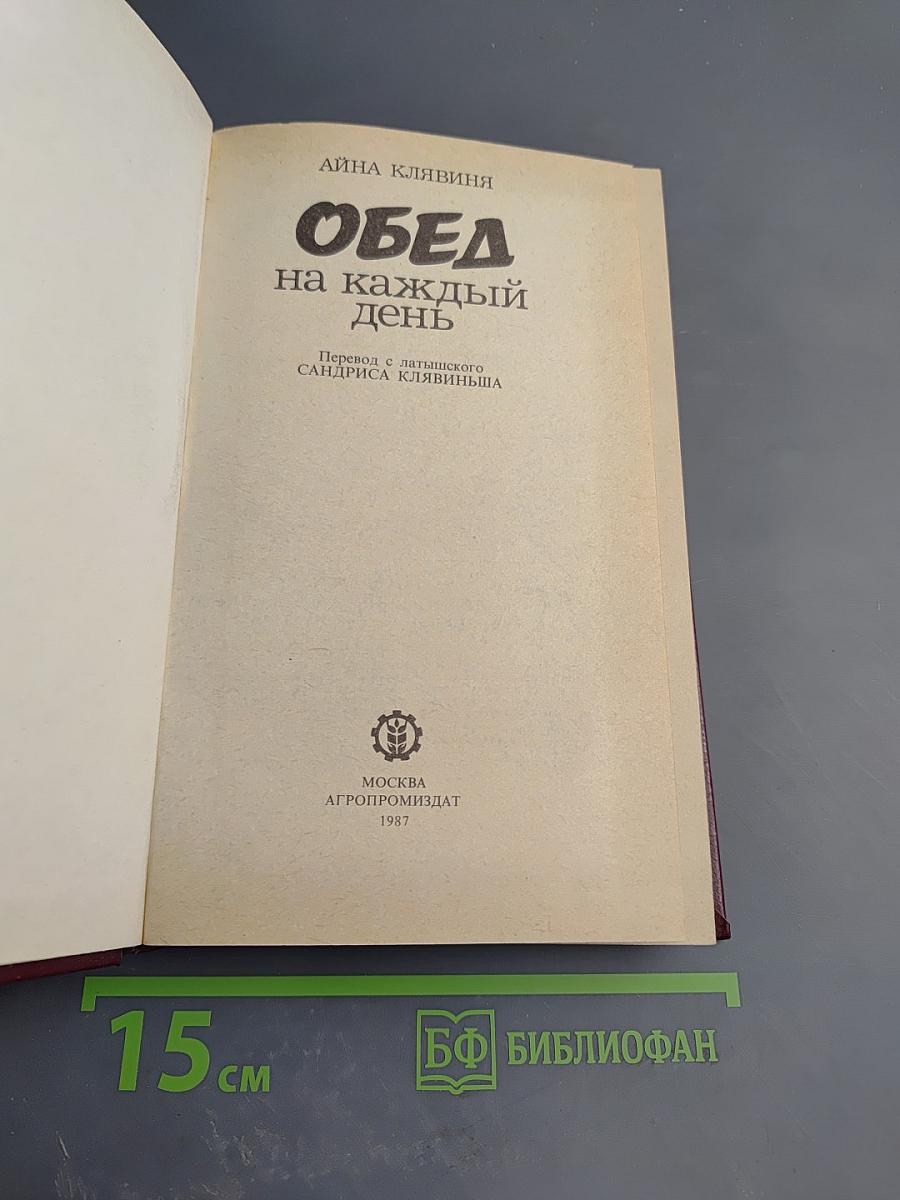 АЙНА КЛЯВИНЯ
ОБЕД
на каждый
день
Перевод с латышского
САНДРИСА КЛЯВИНЬША
МОСКВА
АГРОПРОМИЗДАТ
1987
15 см
БФ БИБЛИОФАН